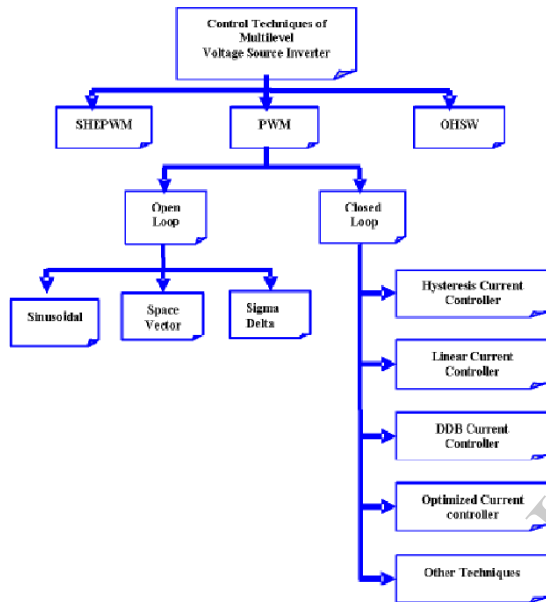 Control Techniques of
Multilevel
Voltage Source Inverter
SHEPWM
PWM
OHSW
Open
Loop
Closed
Loop
Sinusoidal
Space
Vector
Sigma
Delta
Hysteresis Current
Controller
Linear Current
Controller
DDB Current
Controller
Optimized Current
controller
Other Techniques